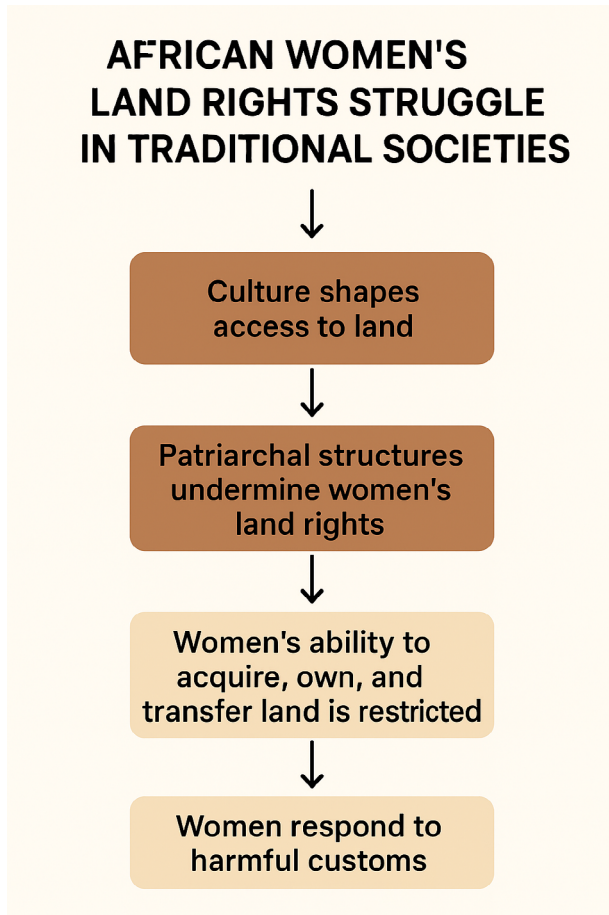 AFRICAN WOMEN'S
LAND RIGHTS STRUGGLE
IN TRADITIONAL SOCIETIES
Culture shapes
access to land
Patriarchal structures
undermine women's
land rights
Women's ability to
acquire, own, and
transfer land is restricted
Women respond to
harmful customs